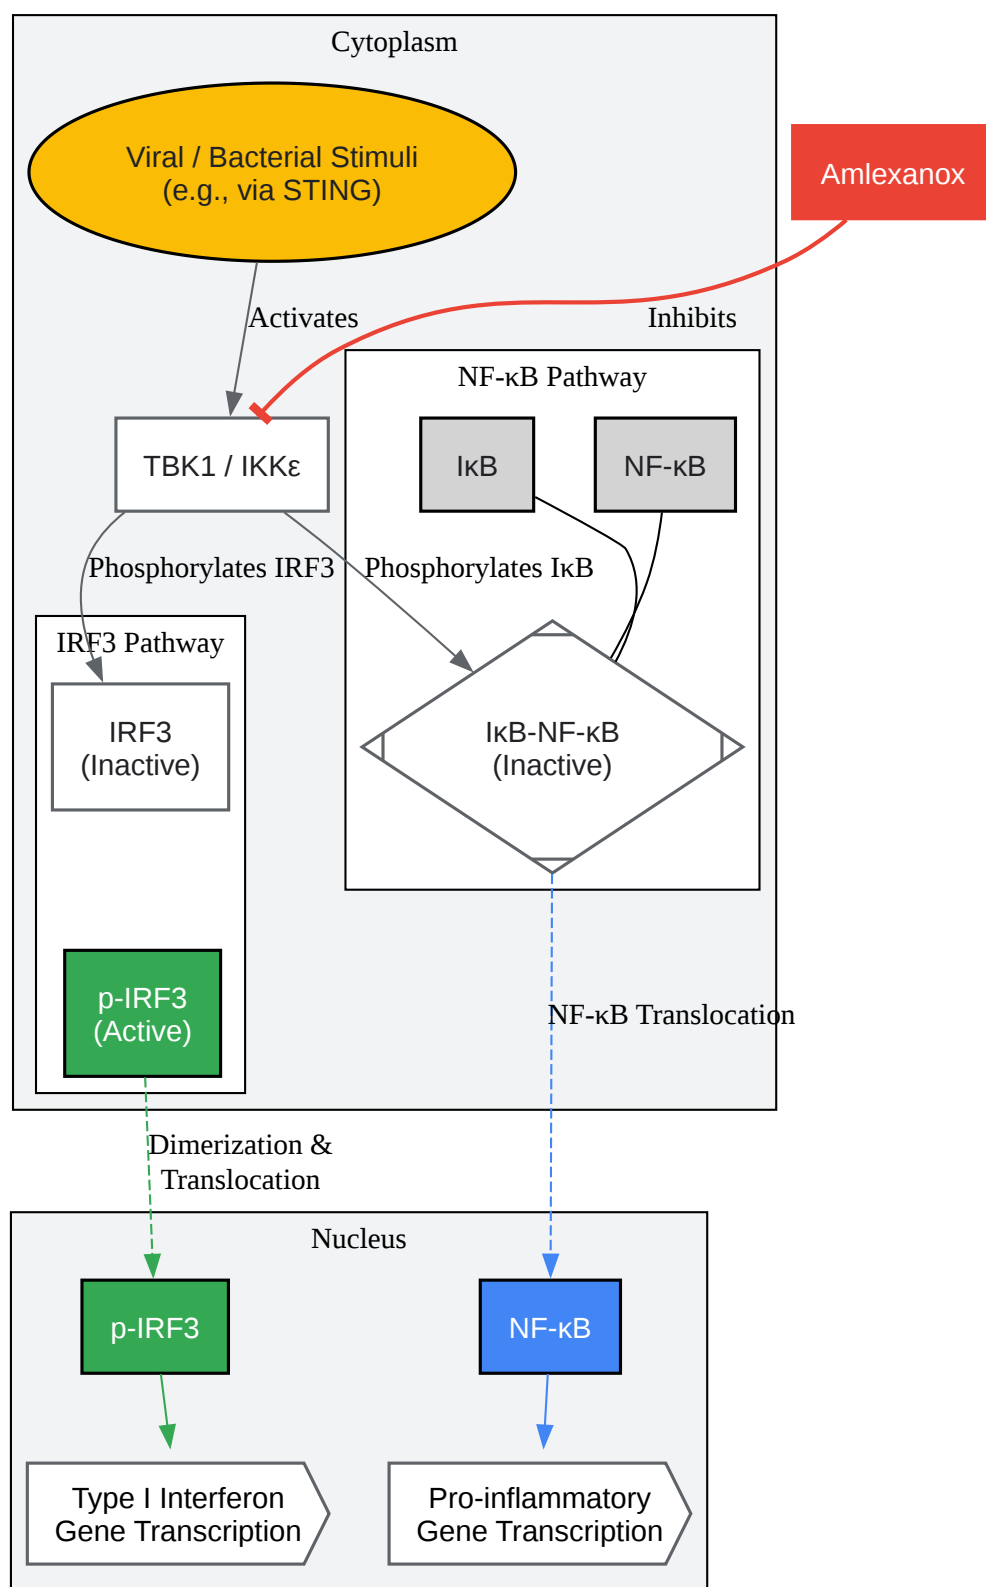 Cytoplasm
Viral / Bacterial Stimuli
(e.g., via STING)
Amlexanox
Activates
Inhibits
NF-κB Pathway
TBK1 / IKKε
IκB
NF-κB
Phosphorylates IRF3
Phosphorylates IκB
IRF3 Pathway
IRF3
(Inactive)
IκB-NF-κB
(Inactive)
p-IRF3
(Active)
NF-κB Translocation
Dimerization &
Translocation
Nucleus
p-IRF3
NF-κB
Type I Interferon
Gene Transcription
Pro-inflammatory
Gene Transcription